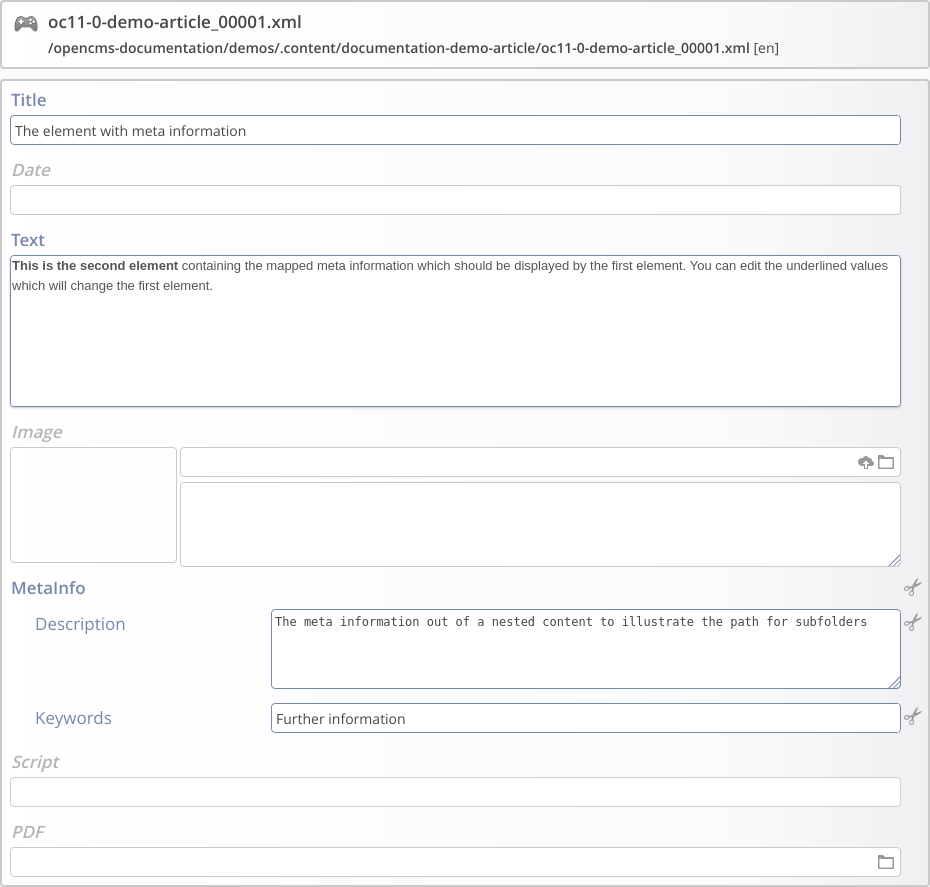 oc11-0-demo-article_00001.xml
/opencms-documentation/demos/.content/documentation-demo-article/oc11-0-demo-article_00001.xml [en]
Title
The element with meta information
Date
Text
This is the second element containing the mapped meta information which should be displayed by the first element. You can edit the underlined values
which will change the first element.
Image
MetaInfo
Description
The meta information out of a nested content to illustrate the path for subfolders
Keywords
Further information
Script
PDF